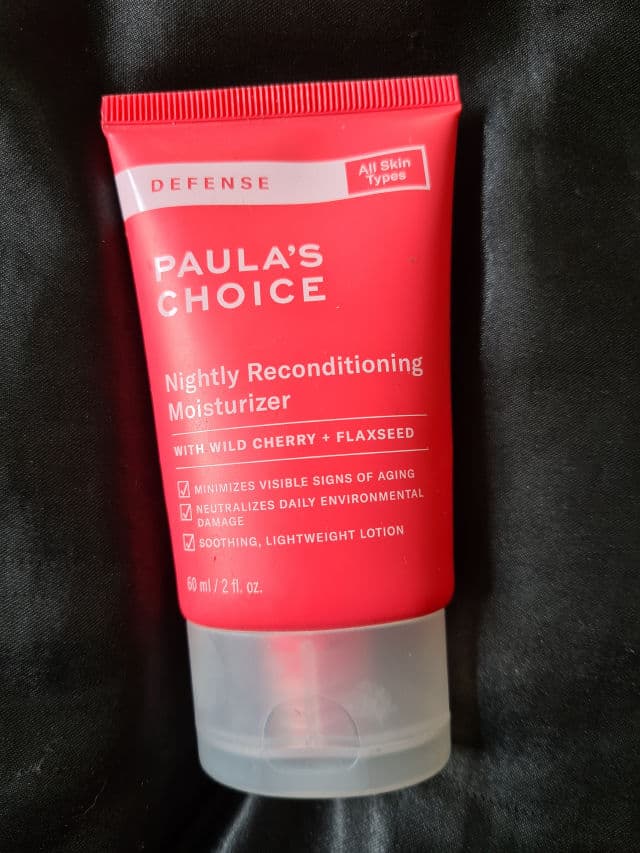 DEFENSE
All Skin
Types
PAULA'S
CHOICE
Nightly Reconditioning
Moisturizer
WITH WILD CHERRY + FLAXSEED
MINIMIZES VISIBLE SIGNS OF AGING
NEUTRALIZES DAILY ENVIRONMENTAL
DAMAGE
SOOTHING, LIGHTWEIGHT LOTION
60 ml / 2 fl. oz.